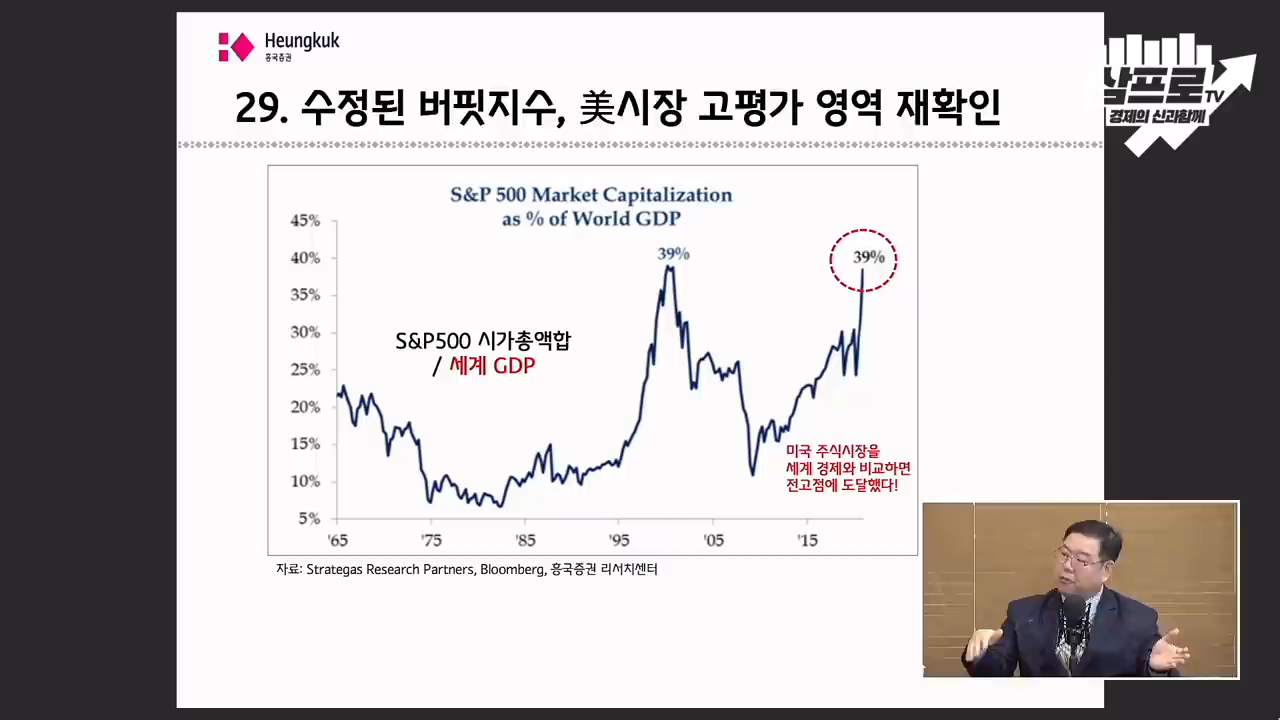 Heungkuk
흥국증권
삼프로TV
경제의 신과함께
29. 수정된 버핏지수, 美시장 고평가 영역 재확인
S&P 500 Market Capitalization
as % of World GDP
45%
40%
35%
30%
25%
20%
15%
10%
5%
39%
39%
S&P500 시가총액합
/ 세계 GDP
미국 주식시장을
세계 경제와 비교하면
전고점에 도달했다!
'65
'75
'85
'95
'05
'15
자료: Strategas Research Partners, Bloomberg, 흥국증권 리서치센터